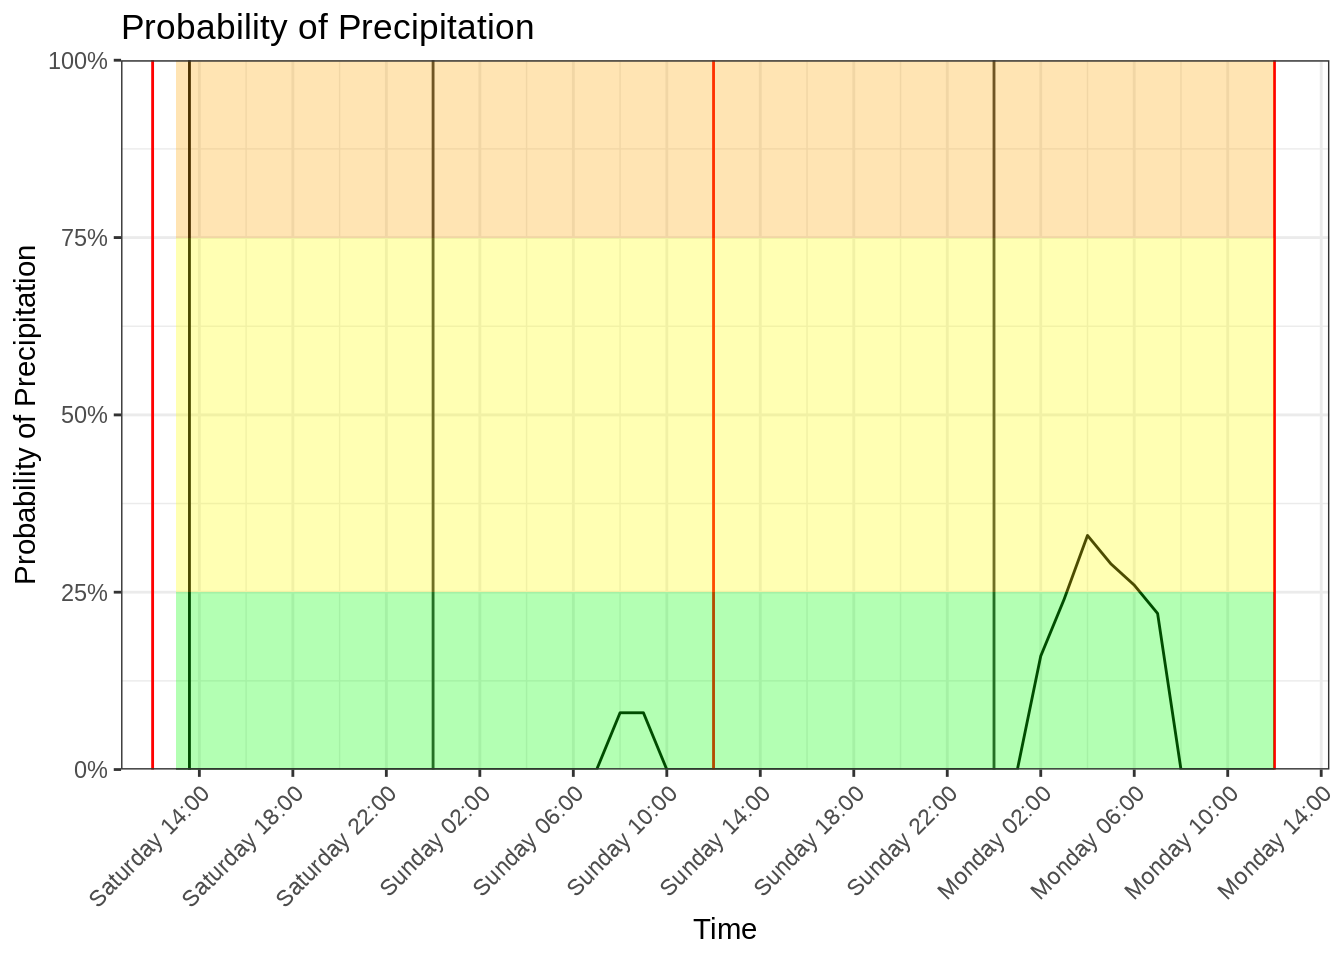 Probability of Precipitation
100%
75%
50%
25%
0%
Probability of Precipitation
Saturday 14:00
Saturday 18:00
Saturday 22:00
Sunday 02:00
Sunday 06:00
Sunday 10:00
Sunday 14:00
Sunday 18:00
Sunday 22:00
Monday 02:00
Monday 06:00
Monday 10:00
Monday 14:00
Time